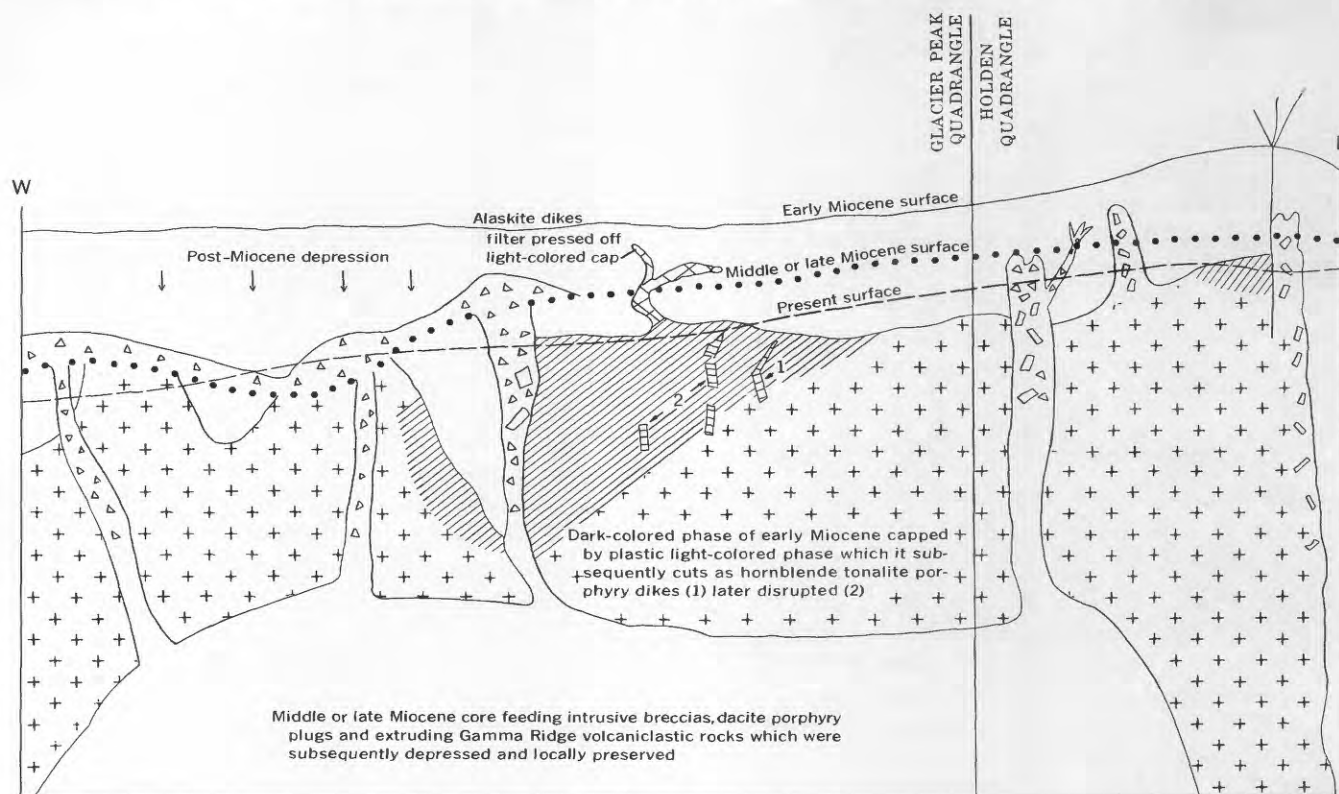 GLACIER PEAK
QUADRANGLE
HOLDEN
QUADRANGLE
W
Early Miocene surface
Alaskite dikes
filter pressed off
light-colored cap
Post-Miocene depression
Middle or late Miocene surface
Present surface
1
2
Dark-colored phase of early Miocene capped
by plastic light-colored phase which it sub-
sequently cuts as hornblende tonalite por-
phyry dikes (1) later disrupted (2)
Middle or late Miocene core feeding intrusive breccias, dacite porphyry
plugs and extruding Gamma Ridge volcaniclastic rocks which were
subsequently depressed and locally preserved